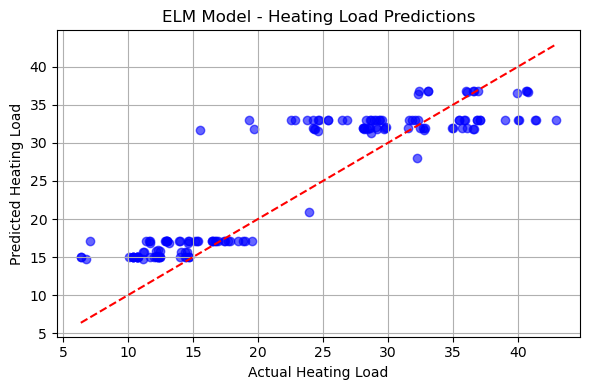 ELM Model - Heating Load Predictions
Predicted Heating Load
40
35
30
25
20
15
10
5
5 10 15 20 25 30 35 40
Actual Heating Load